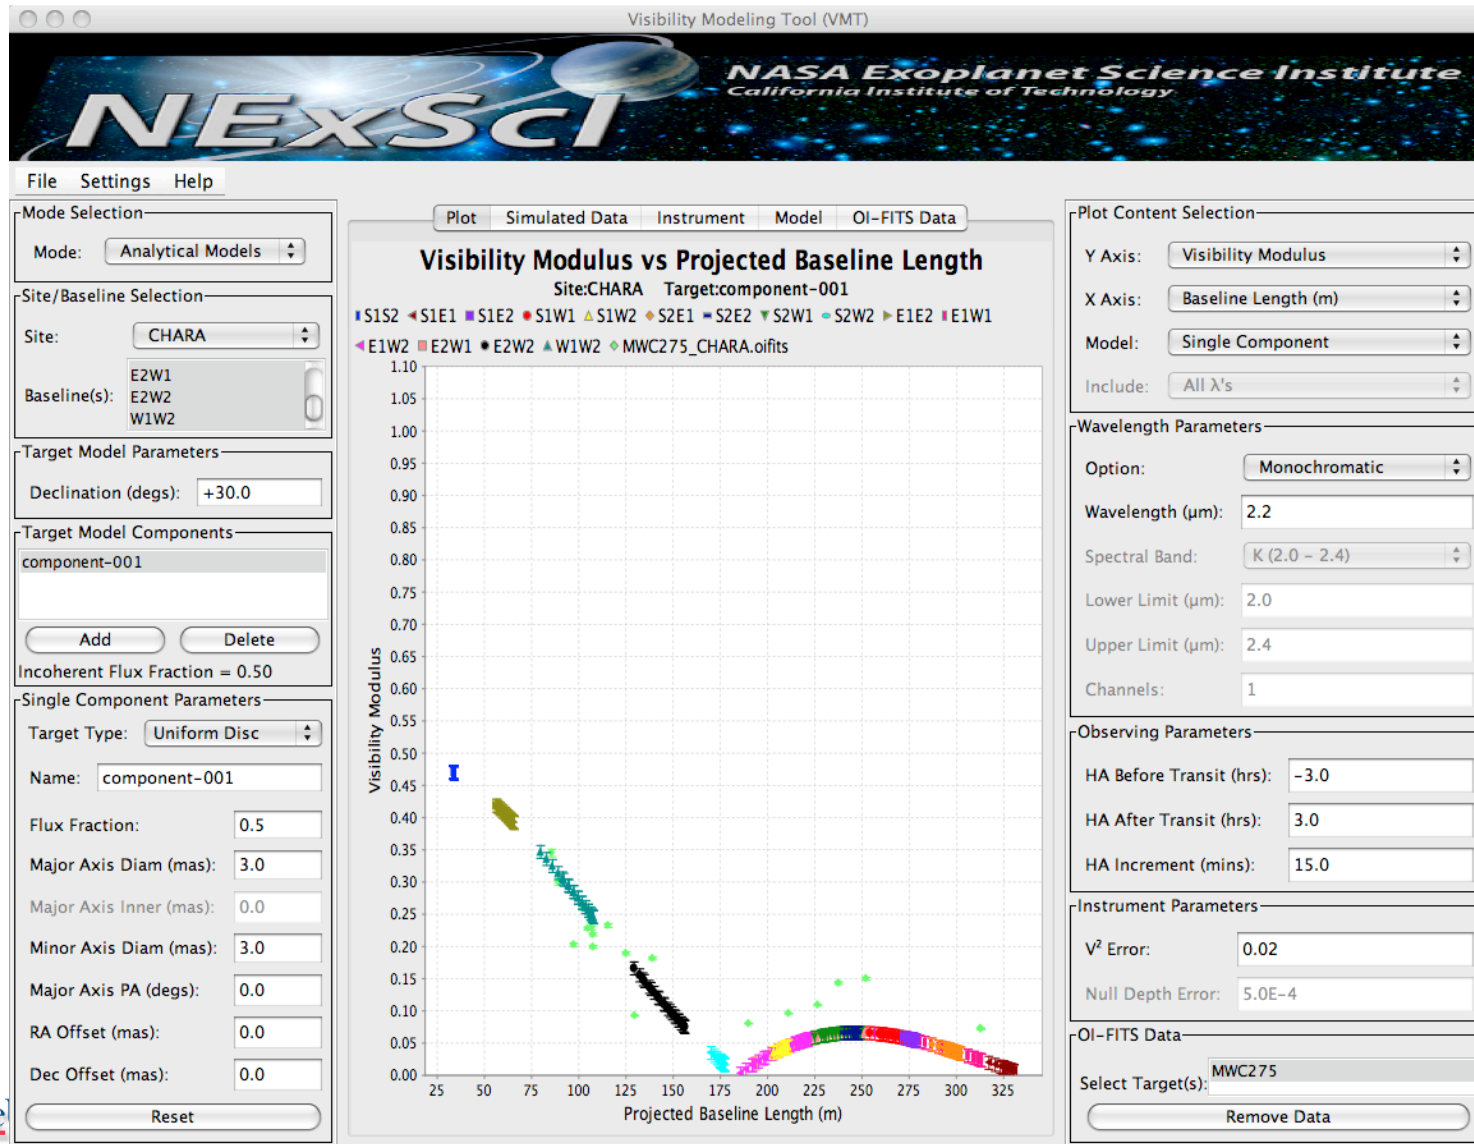 Visibility Modeling Tool (VMT)
NExScI
NASA Exoplanet Science Institute
California Institute of Technology
File Settings Help
Mode Selection
Mode: Analytical Models
Site/Baseline Selection
Site: CHARA
Baseline(s):
E2W1
E2W2
W1W2
Target Model Parameters
Declination (degs): +30.0
Target Model Components
component-001
Add Delete
Incoherent Flux Fraction = 0.50
Single Component Parameters
Target Type: Uniform Disc
Name: component-001
Flux Fraction: 0.5
Major Axis Diam (mas): 3.0
Major Axis Inner (mas): 0.0
Minor Axis Diam (mas): 3.0
Major Axis PA (degs): 0.0
RA Offset (mas): 0.0
Dec Offset (mas): 0.0
Reset
Plot Simulated Data Instrument Model OI-FITS Data
Visibility Modulus vs Projected Baseline Length
Site:CHARA Target:component-001
S1S2 S1E1 S1E2 S1W1 S1W2 S2E1 S2E2 S2W1 S2W2 E1E2 E1W1
E1W2 E2W1 E2W2 W1W2 MWC275_CHARA.oifits
Visibility Modulus
1.10
1.05
1.00
0.95
0.90
0.85
0.80
0.75
0.70
0.65
0.60
0.55
0.50
0.45
0.40
0.35
0.30
0.25
0.20
0.15
0.10
0.05
0.00
25 50 75 100 125 150 175 200 225 250 275 300 325
Projected Baseline Length (m)
Plot Content Selection
Y Axis: Visibility Modulus
X Axis: Baseline Length (m)
Model: Single Component
Include: All λ's
Wavelength Parameters
Option: Monochromatic
Wavelength (μm): 2.2
Spectral Band: K (2.0 - 2.4)
Lower Limit (μm): 2.0
Upper Limit (μm): 2.4
Channels: 1
Observing Parameters
HA Before Transit (hrs): -3.0
HA After Transit (hrs): 3.0
HA Increment (mins): 15.0
Instrument Parameters
V² Error: 0.02
Null Depth Error: 5.0E-4
OI-FITS Data
Select Target(s): MWC275
Remove Data